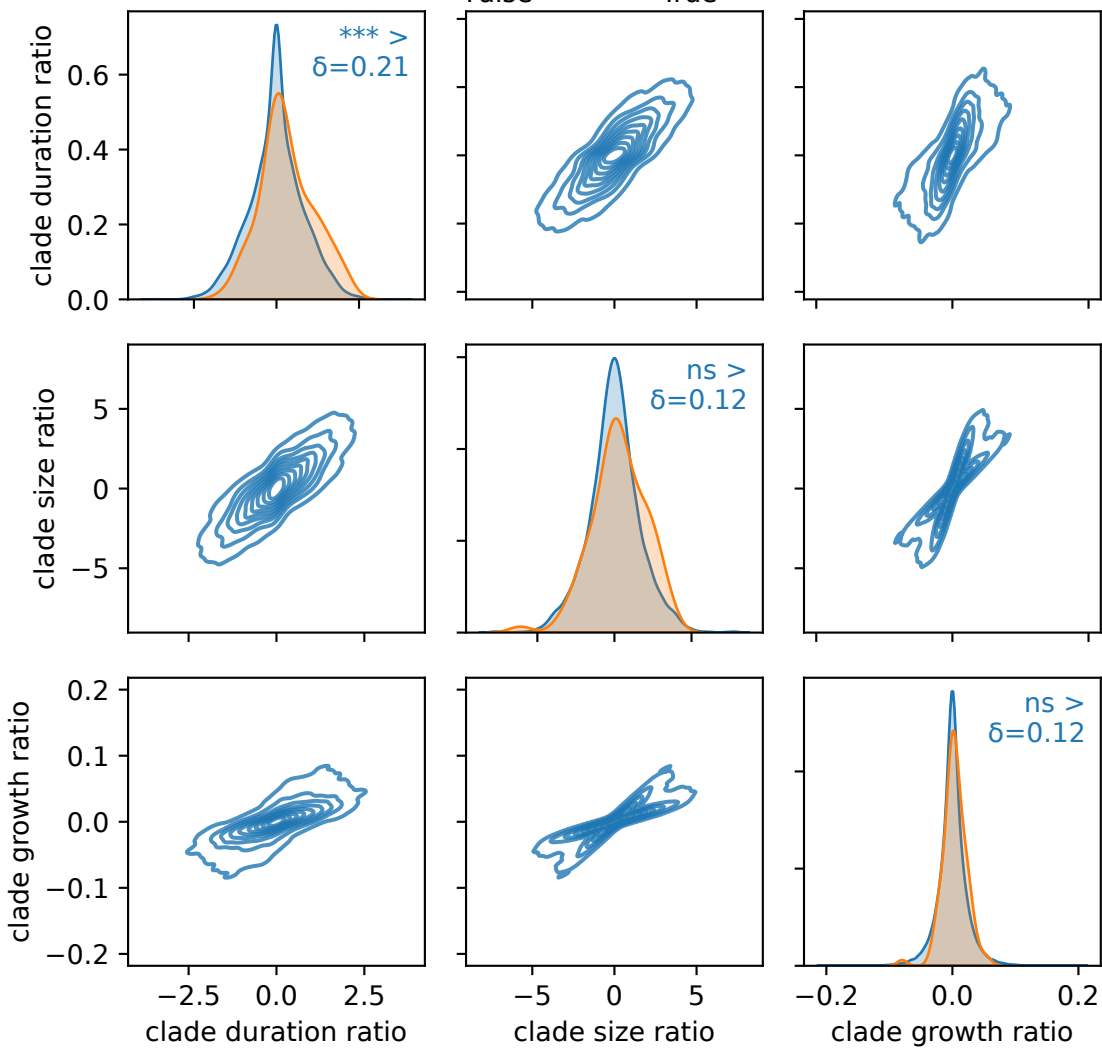 False True
clade duration ratio
0.6
0.4
0.2
0.0
*** >
δ=0.21
clade size ratio
5
0
−5
ns >
δ=0.12
clade growth ratio
0.2
0.1
0.0
−0.1
−0.2
ns >
δ=0.12
−2.5 0.0 2.5
−5 0 5
−0.2 0.0 0.2
clade duration ratio
clade size ratio
clade growth ratio